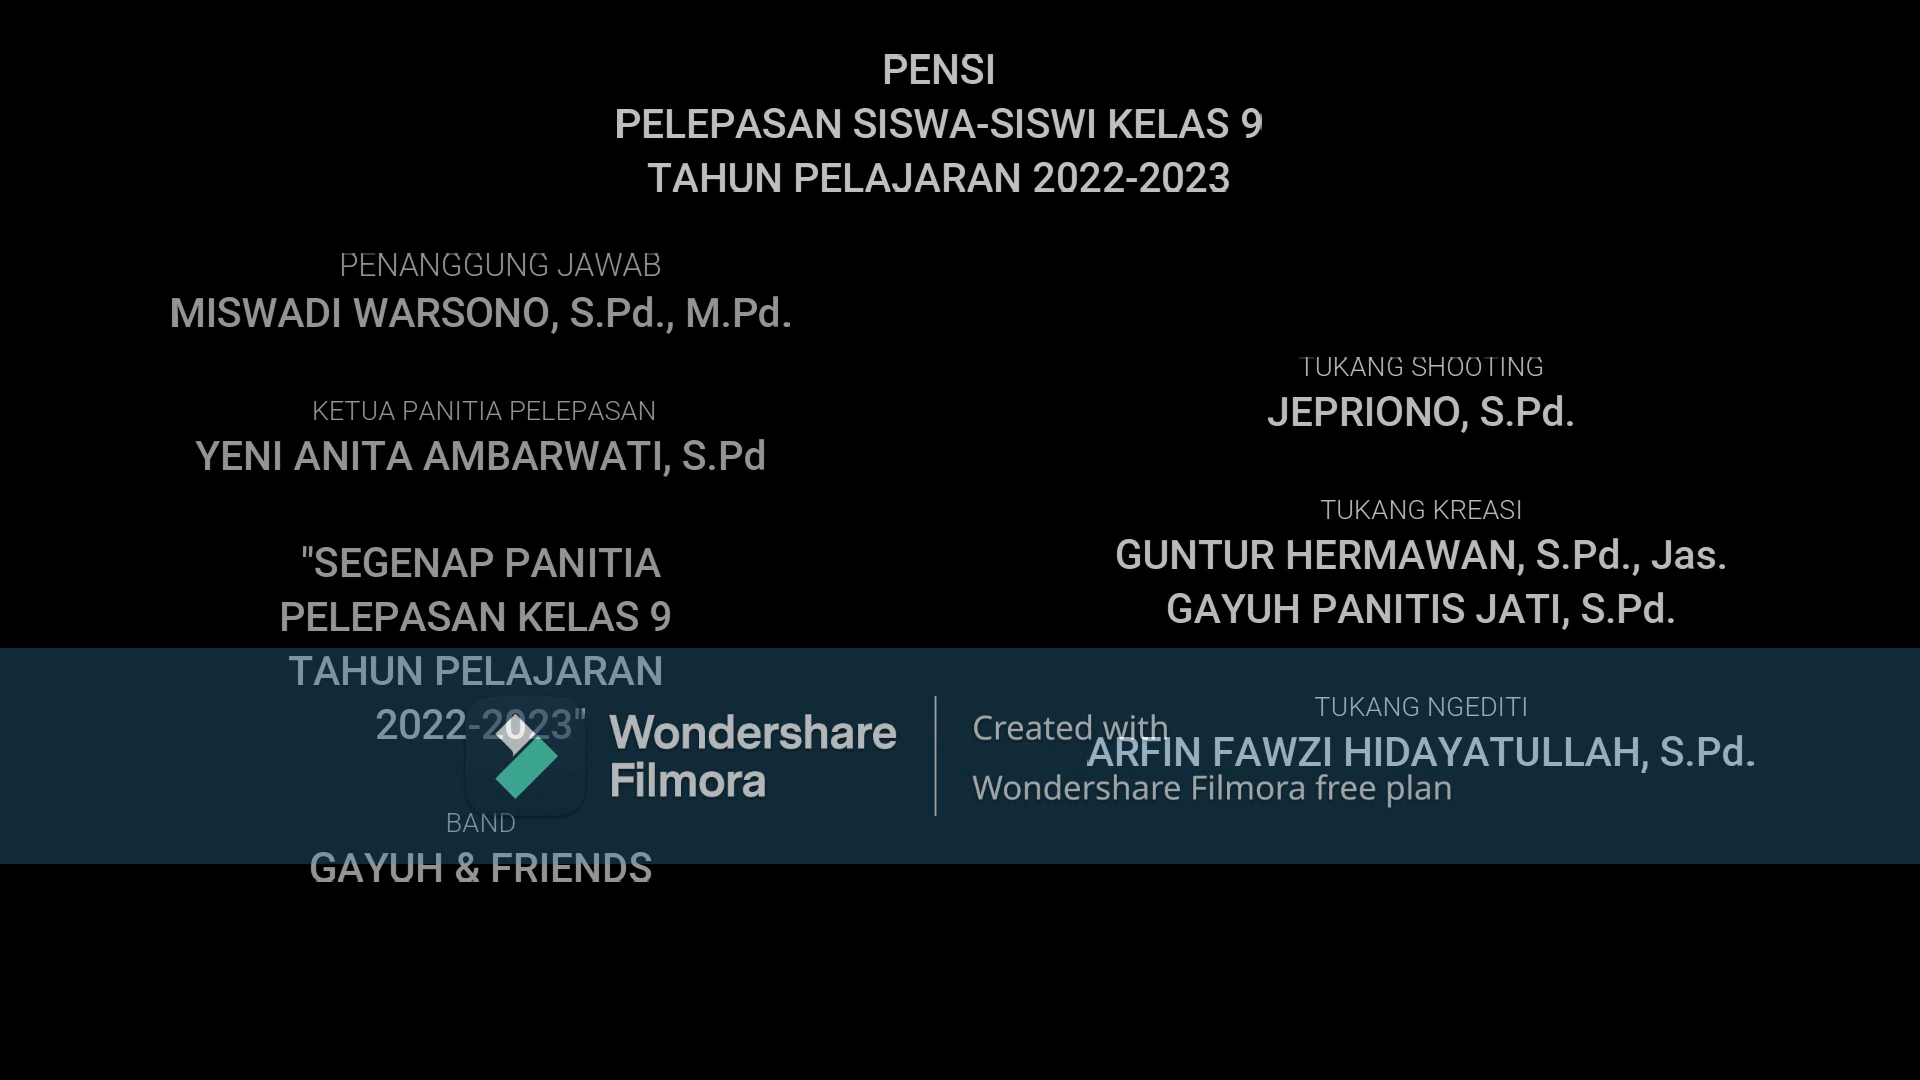 PENSI
PELEPASAN SISWA-SISWI KELAS 9
TAHUN PELAJARAN 2022-2023
PENANGGUNG JAWAB
MISWADI WARSONO, S.Pd., M.Pd.
KETUA PANITIA PELEPASAN
YENI ANITA AMBARWATI, S.Pd
"SEGENAP PANITIA
PELEPASAN KELAS 9
TAHUN PELAJARAN
2022-2023"
BAND
GAYUH & FRIENDS
TUKANG SHOOTING
JEPRIONO, S.Pd.
TUKANG KREASI
GUNTUR HERMAWAN, S.Pd., Jas.
GAYUH PANITIS JATI, S.Pd.
TUKANG NGEDITI
ARFIN FAWZI HIDAYATULLAH, S.Pd.
Wondershare
Filmora
Created with
Wondershare Filmora free plan